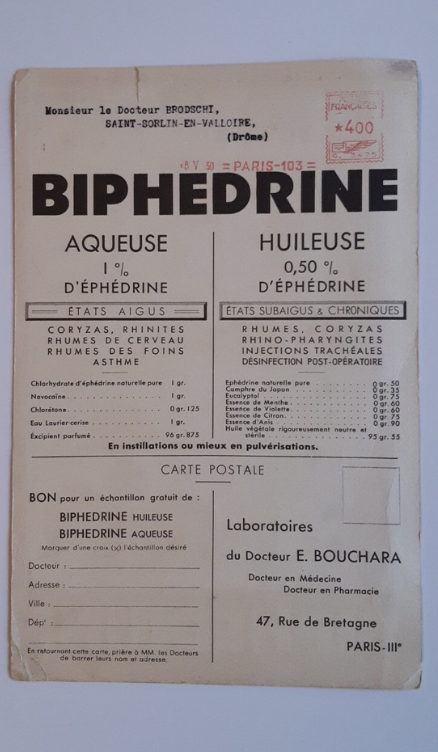 Monsieur le Docteur BRODSCHI,
SAINT-SORLIN-EN-VALLOIRE,
(Drôme)
FRANÇAISES
★400
-8 V 50 = PARIS-103 =
BIPHEDRINE
AQUEUSE
1 %
D'ÉPHÉDRINE
ÉTATS AIGUS
CORYZAS, RHINITES
RHUMES DE CERVEAU
RHUMES DES FOINS
ASTHME
Chlorhydrate d'éphédrine naturelle pure 1 gr.
Novocaïne . . . . . . . . . . 1 gr.
Chlorétone . . . . . . . . 0 gr. 125
Eau Laurier-cerise . . . . . . . 1 gr.
Excipient parfumé . . . . . . 96 gr. 875
HUILEUSE
0,50 %
D'ÉPHÉDRINE
ÉTATS SUBAIGUS & CHRONIQUES
RHUMES, CORYZAS
RHINO-PHARYNGITES
INJECTIONS TRACHÉALES
DÉSINFECTION POST-OPÉRATOIRE
Ephédrine naturelle pure . . . . . . 0 gr. 50
Camphre du Japon . . . . . . 0 gr. 35
Eucalyptol . . . . . . 0 gr. 75
Essence de Menthe . . . . . . 0 gr. 60
Essence de Violette . . . . . . 0 gr. 60
Essence de Citron . . . . . . 0 gr. 75
Essence d'Anis . . . . . . 0 gr. 90
Huile végétale rigoureusement neutre et
stérile . . . . . . 95 gr. 55
En instillations ou mieux en pulvérisations.
CARTE POSTALE
BON pour un échantillon gratuit de :
BIPHEDRINE HUILEUSE
BIPHEDRINE AQUEUSE
Marquer d'une croix (x) l'échantillon désiré
Docteur :
Adresse :
Ville :
Dépt :
En retournant cette carte, prière à MM. les Docteurs
de barrer leurs nom et adresse.
Laboratoires
du Docteur E. BOUCHARA
Docteur en Médecine
Docteur en Pharmacie
47, Rue de Bretagne
PARIS-IIIe